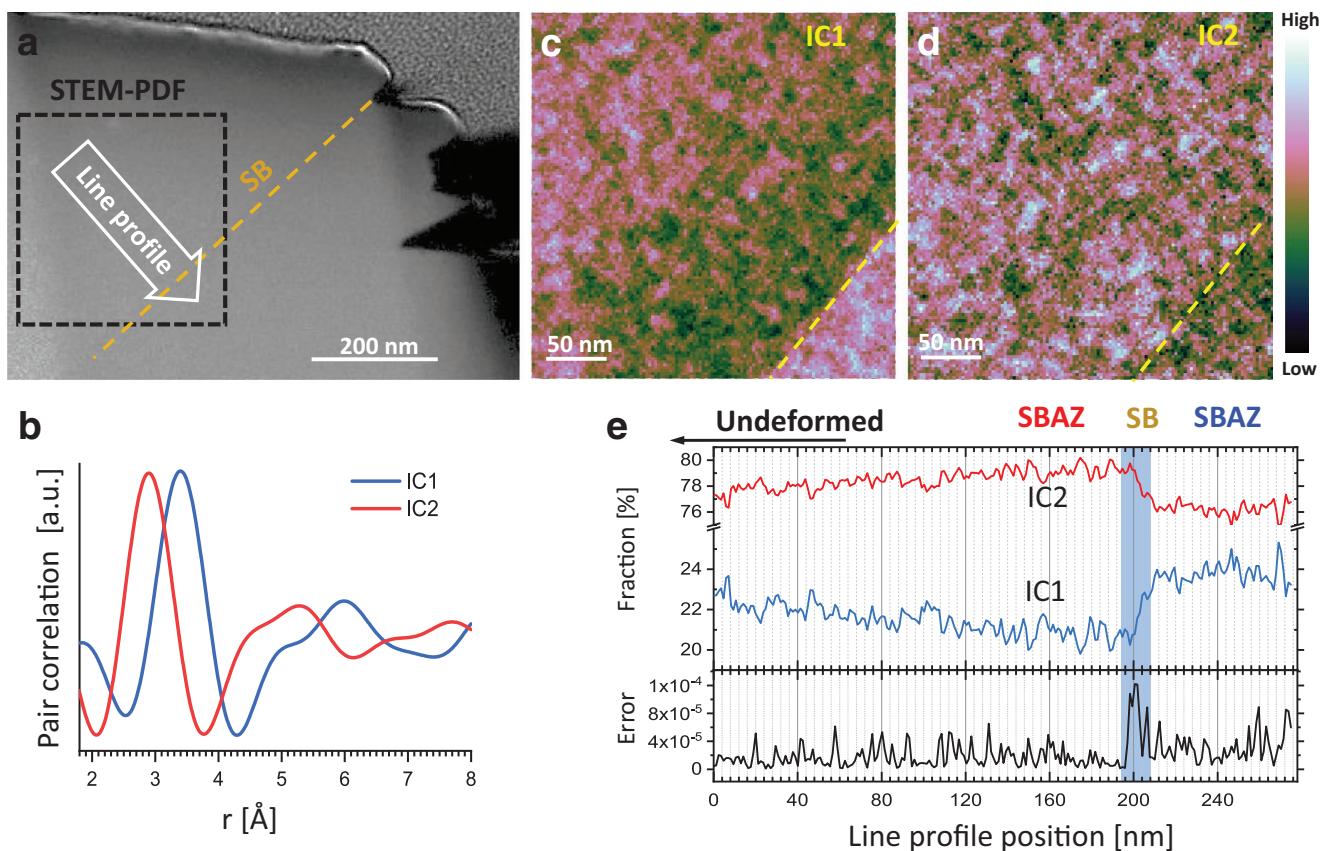 a
STEM-PDF
Line profile
SB
200 nm
c
IC1
50 nm
d
IC2
50 nm
High
Low
b
IC1
IC2
Pair correlation [a.u.]
2 3 4 5 6 7 8
r [Å]
e
Undeformed
SBAZ SB SBAZ
80
78
76
IC2
24
22
20
IC1
Fraction [%]
1x10⁻⁴
8x10⁻⁵
4x10⁻⁵
0
Error
0 40 80 120 160 200 240
Line profile position [nm]